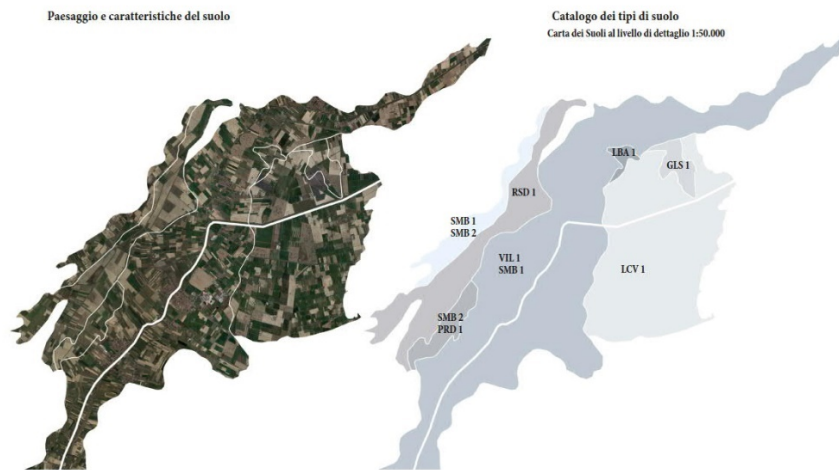 Paesaggio e caratteristiche del suolo
Catalogo dei tipi di suolo
Carta dei Suoli al livello di dettaglio 1:50.000
LBA 1
GLS 1
RSD 1
SMB 1
SMB 2
VIL 1
SMB 1
LCV 1
SMB 2
PRD 1